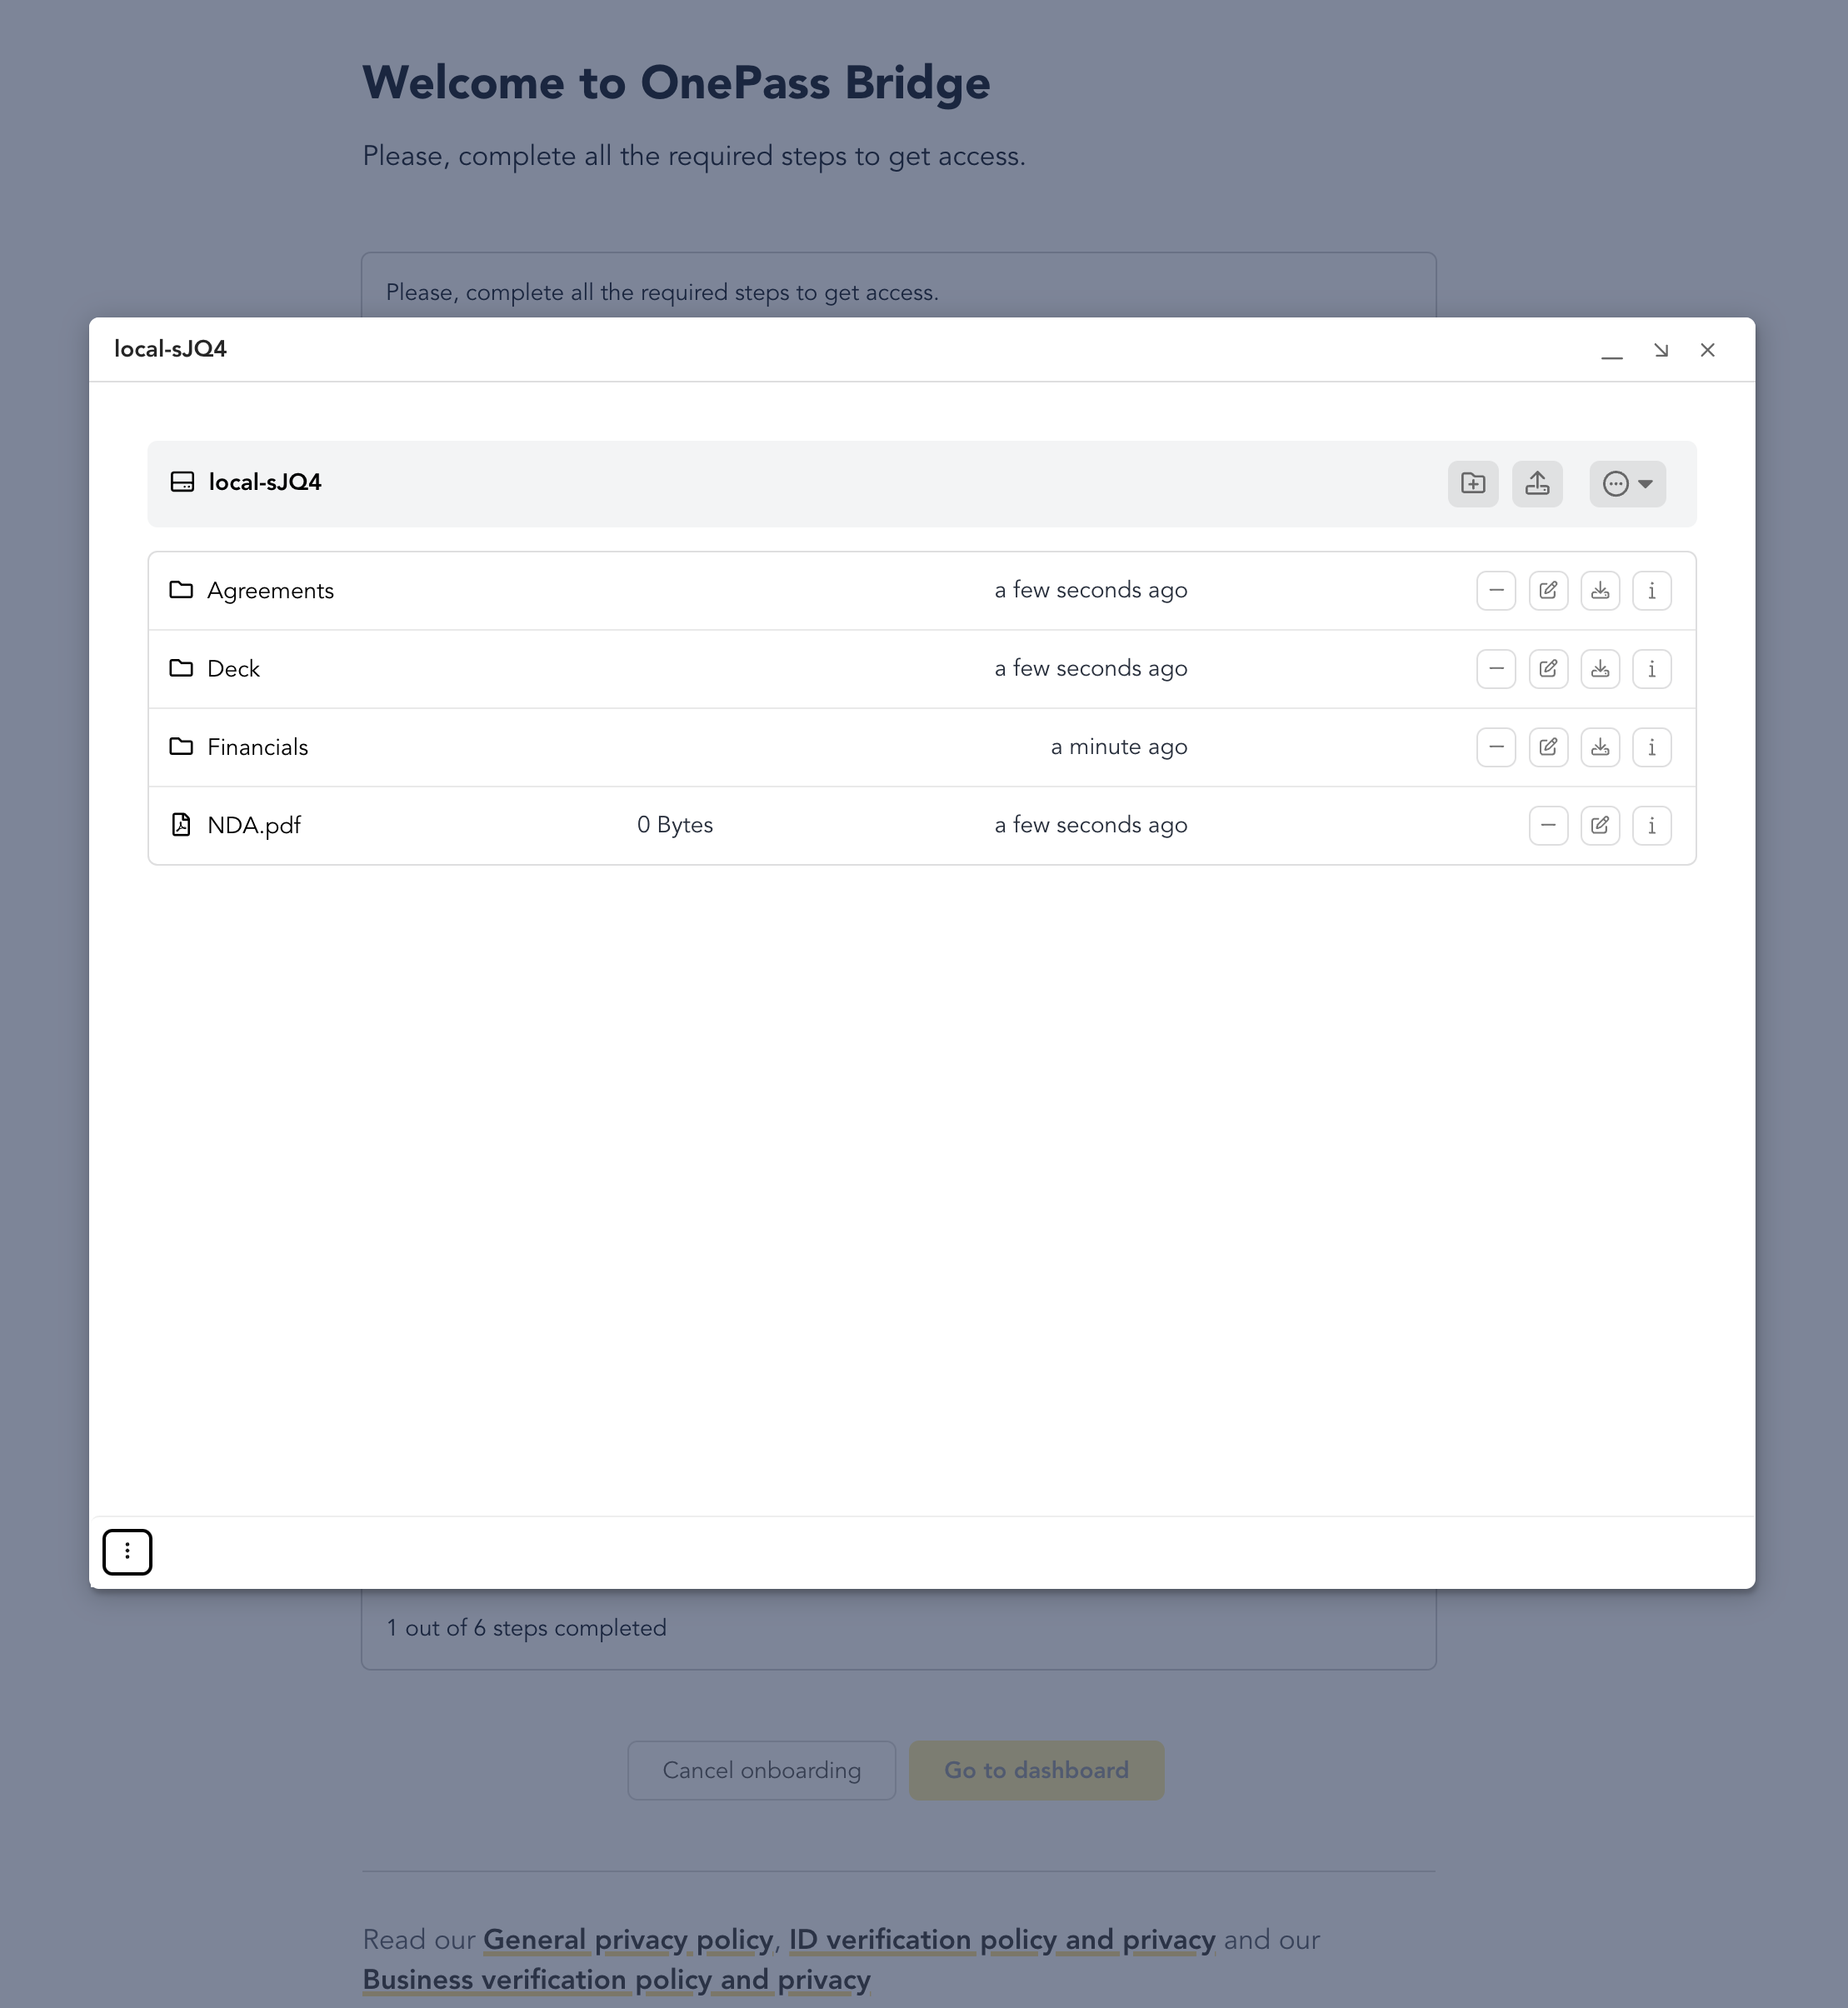 Welcome to OnePass Bridge
Please, complete all the required steps to get access.
Please, complete all the required steps to get access.
local-sJQ4
local-sJQ4
Agreements a few seconds ago
Deck a few seconds ago
Financials a minute ago
NDA.pdf 0 Bytes a few seconds ago
1 out of 6 steps completed
Cancel onboarding Go to dashboard
Read our General privacy policy, ID verification policy and privacy and our
Business verification policy and privacy